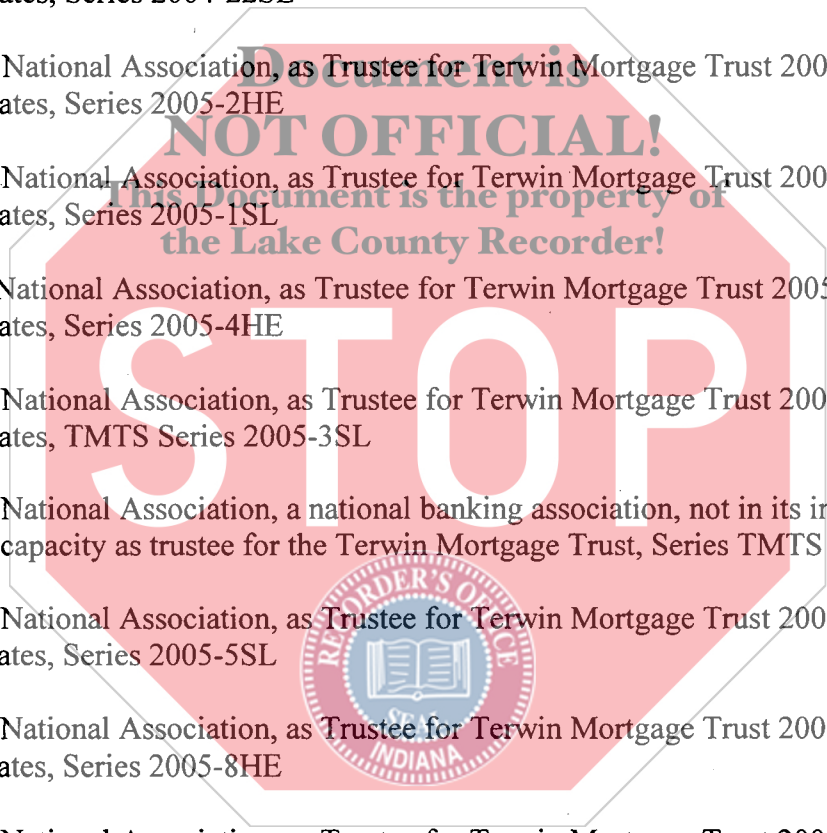 National Association, as Trustee for Terwin Mortgage Trust 200
ates, Series 2005-2HE
Document is
NOT OFFICIAL!
National Association, as Trustee for Terwin Mortgage Trust 200
This Document is the property of
ates, Series 2005-1SL
the Lake County Recorder!
National Association, as Trustee for Terwin Mortgage Trust 2005
ates, Series 2005-4HE
STOP
National Association, as Trustee for Terwin Mortgage Trust 200
ates, TMTS Series 2005-3SL
National Association, a national banking association, not in its in
capacity as trustee for the Terwin Mortgage Trust, Series TMTS
RECORDER'S OFFICE
National Association, as Trustee for Terwin Mortgage Trust 200
ates, Series 2005-5SL
SEAL
INDIANA
National Association, as Trustee for Terwin Mortgage Trust 200
ates, Series 2005-8HE